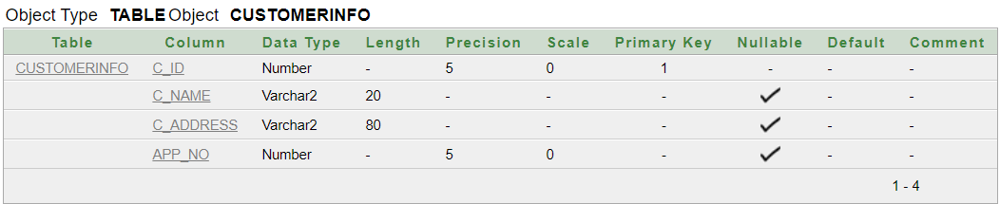 Object Type TABLE Object CUSTOMERINFO
Table Column Data Type Length Precision Scale Primary Key Nullable Default Comment
CUSTOMERINFO C_ID Number - 5 0 1 - - -
C_NAME Varchar2 20 - - - ✓ - -
C_ADDRESS Varchar2 80 - - - ✓ - -
APP_NO Number - 5 0 - ✓ - -
1 - 4